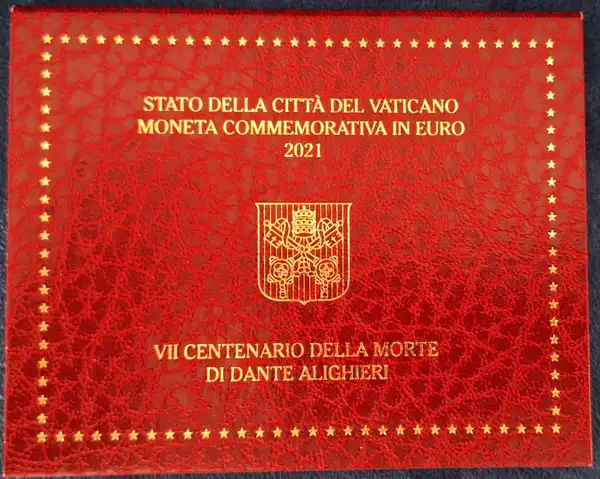 STATO DELLA CITTÀ DEL VATICANO
MONETA COMMEMORATIVA IN EURO
2021
VII CENTENARIO DELLA MORTE
DI DANTE ALIGHIERI